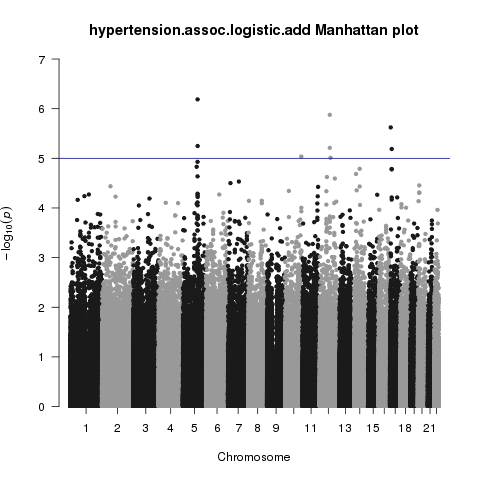 hypertension.assoc.logistic.add Manhattan plot
7
6
5
4
3
2
1
0
−log₁₀(p)
1 2 3 4 5 6 7 8 9 11 13 15 18 21
Chromosome